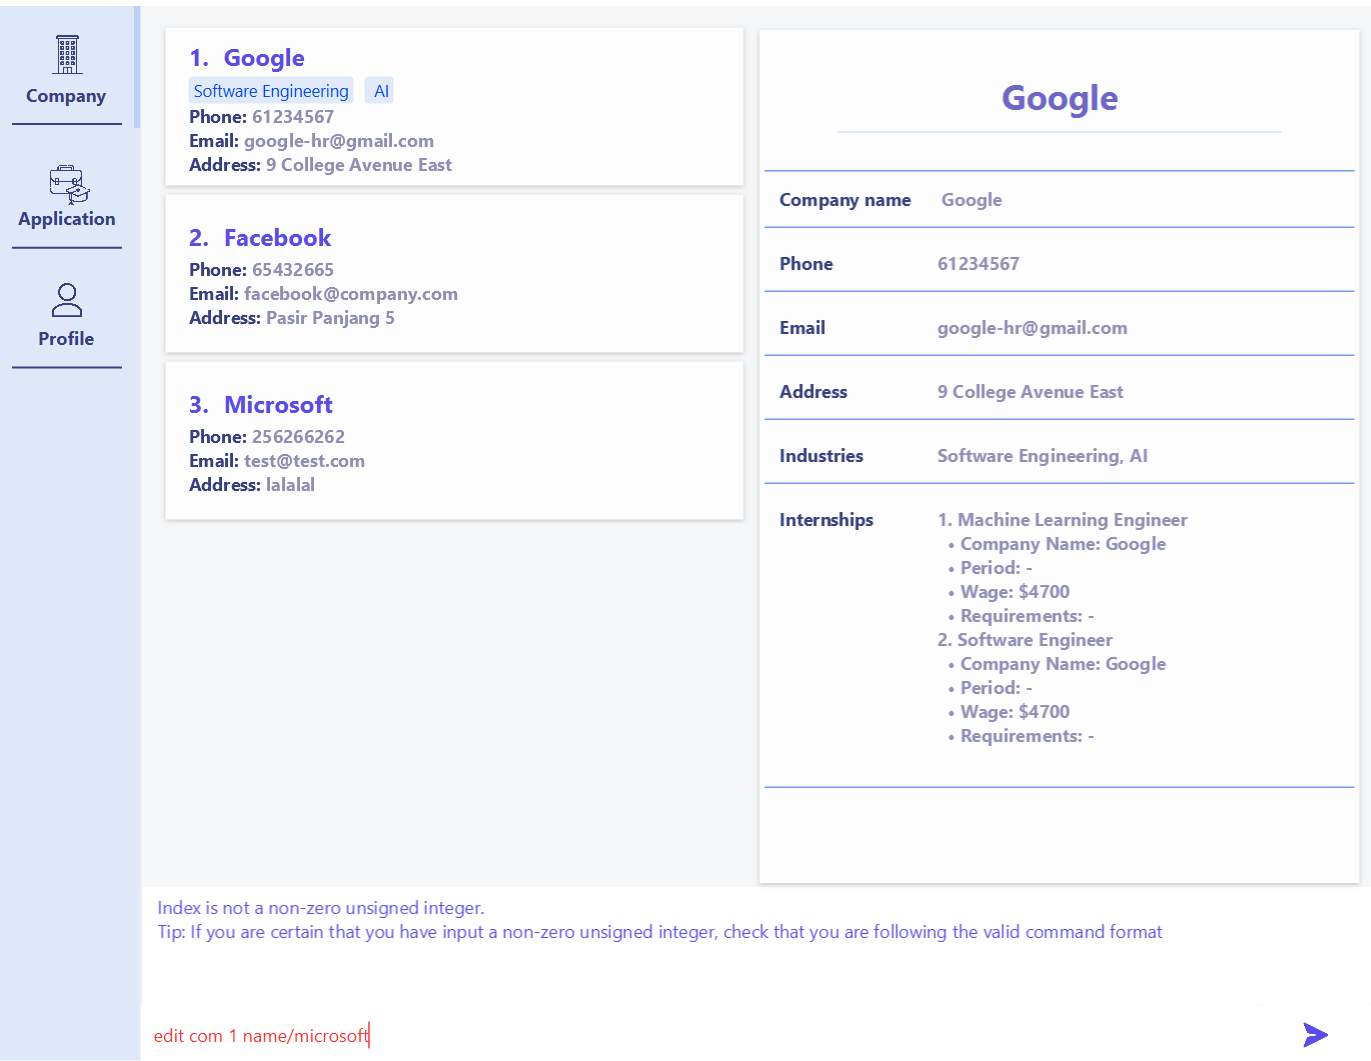 Company
Application
Profile
1. Google
Software Engineering AI
Phone: 61234567
Email: google-hr@gmail.com
Address: 9 College Avenue East
2. Facebook
Phone: 65432665
Email: facebook@company.com
Address: Pasir Panjang 5
3. Microsoft
Phone: 256266262
Email: test@test.com
Address: lalalal
Google
Company name Google
Phone 61234567
Email google-hr@gmail.com
Address 9 College Avenue East
Industries Software Engineering, AI
Internships 1. Machine Learning Engineer
• Company Name: Google
• Period: -
• Wage: $4700
• Requirements: -
2. Software Engineer
• Company Name: Google
• Period: -
• Wage: $4700
• Requirements: -
Index is not a non-zero unsigned integer.
Tip: If you are certain that you have input a non-zero unsigned integer, check that you are following the valid command format
edit com 1 name/microsoft